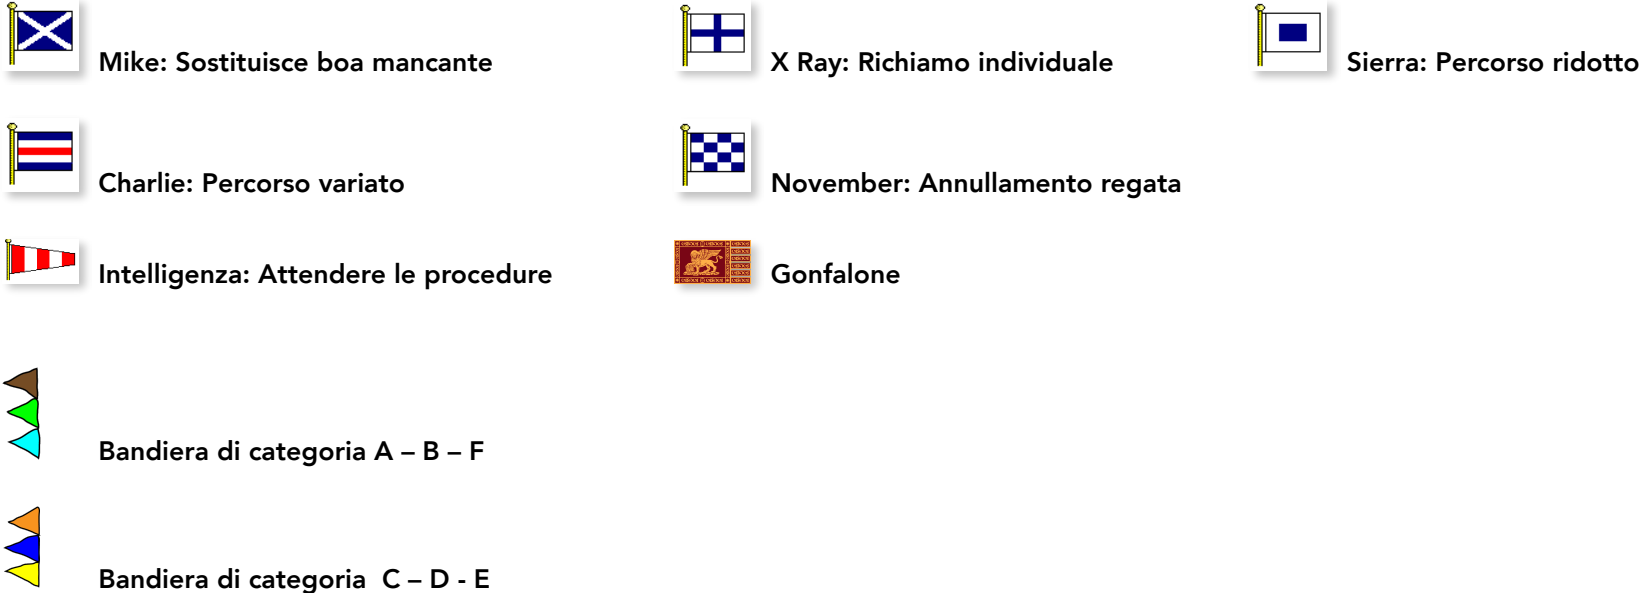 Mike: Sostituisce boa mancante
X Ray: Richiamo individuale
Sierra: Percorso ridotto
Charlie: Percorso variato
November: Annullamento regata
Intelligenza: Attendere le procedure
Gonfalone
Bandiera di categoria A – B – F
Bandiera di categoria  C – D - E